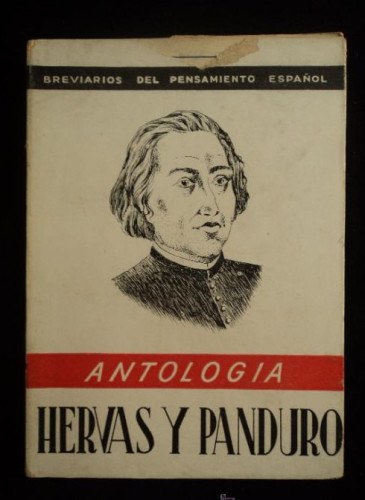 BREVIARIOS DEL PENSAMIENTO ESPAÑOL
ANTOLOGIA
HERVAS Y PANDURO